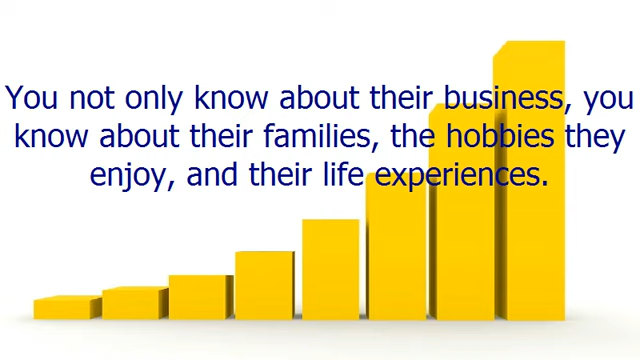 You not only know about their business, you
know about their families, the hobbies they
enjoy, and their life experiences.